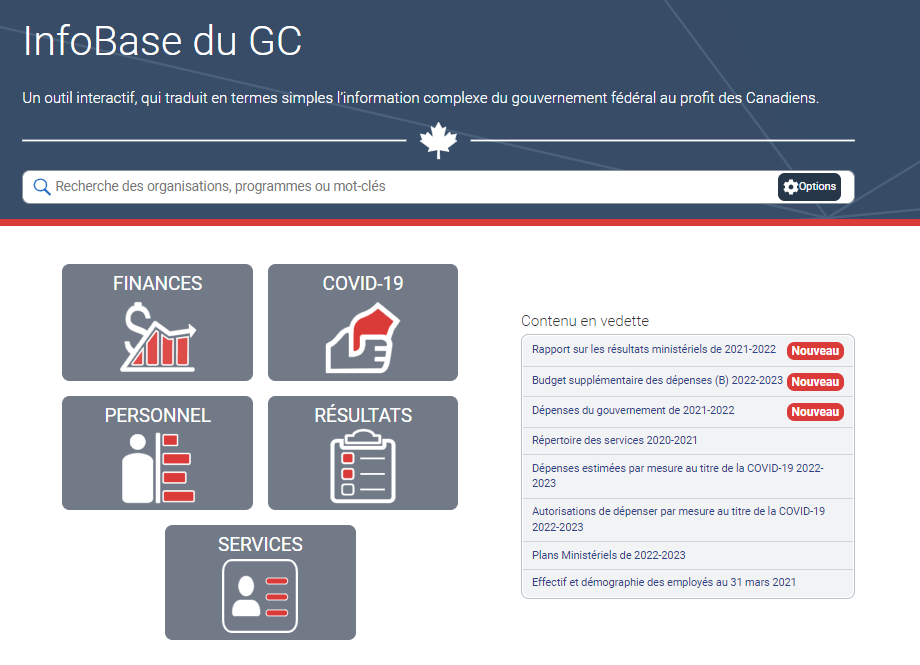 InfoBase du GC
Un outil interactif, qui traduit en termes simples l'information complexe du gouvernement fédéral au profit des Canadiens.
Recherche des organisations, programmes ou mot-clés
Options
FINANCES
COVID-19
PERSONNEL
RÉSULTATS
SERVICES
Contenu en vedette
Rapport sur les résultats ministériels de 2021-2022 Nouveau
Budget supplémentaire des dépenses (B) 2022-2023 Nouveau
Dépenses du gouvernement de 2021-2022 Nouveau
Répertoire des services 2020-2021
Dépenses estimées par mesure au titre de la COVID-19 2022-
2023
Autorisations de dépenser par mesure au titre de la COVID-19
2022-2023
Plans Ministériels de 2022-2023
Effectif et démographie des employés au 31 mars 2021